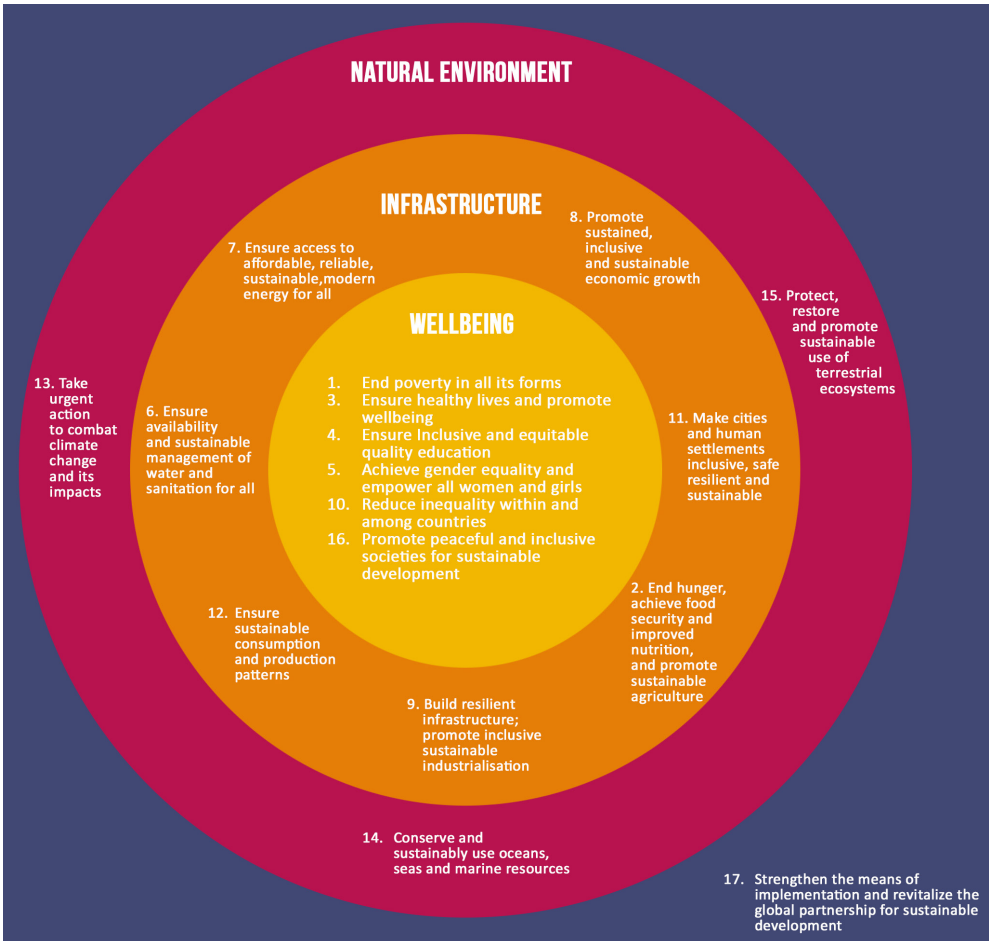 NATURAL ENVIRONMENT
INFRASTRUCTURE
8. Promote
sustained,
inclusive
and sustainable
economic growth
7. Ensure access to
affordable, reliable,
sustainable,modern
energy for all
15. Protect,
restore
and promote
sustainable
use of
terrestrial
ecosystems
WELLBEING
1. End poverty in all its forms
3. Ensure healthy lives and promote
wellbeing
4. Ensure Inclusive and equitable
quality education
5. Achieve gender equality and
empower all women and girls
10. Reduce inequality within and
among countries
16. Promote peaceful and inclusive
societies for sustainable
development
13. Take
urgent
action
to combat
climate
change
and its
impacts
6. Ensure
availability
and sustainable
management of
water and
sanitation for all
11. Make cities
and human
settlements
inclusive, safe
resilient and
sustainable
2. End hunger,
achieve food
security and
improved
nutrition,
and promote
sustainable
agriculture
12. Ensure
sustainable
consumption
and production
patterns
9. Build resilient
infrastructure;
promote inclusive
sustainable
industrialisation
14. Conserve and
sustainably use oceans,
seas and marine resources
17. Strengthen the means of
implementation and revitalize the
global partnership for sustainable
development